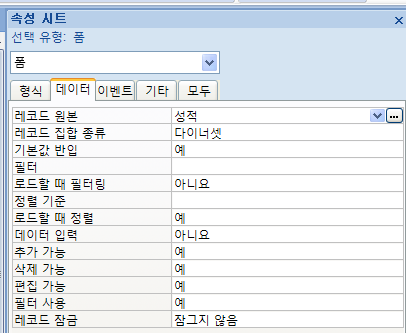 속성 시트
선택 유형: 폼
폼
형식 데이터 이벤트 기타 모두
레코드 원본 성적
레코드 집합 종류 다이너셋
기본값 반입 예
필터
로드할 때 필터링 아니요
정렬 기준
로드할 때 정렬 예
데이터 입력 아니요
추가 가능 예
삭제 가능 예
편집 가능 예
필터 사용 예
레코드 잠금 잠그지 않음